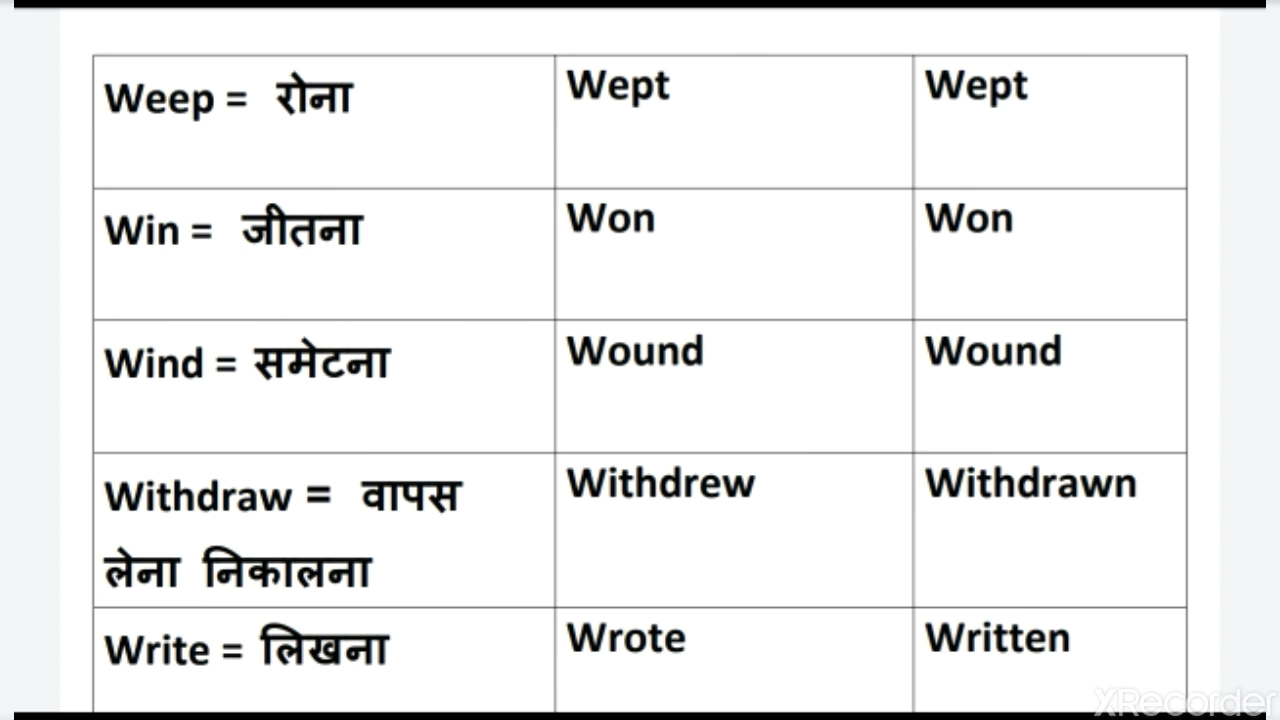 Weep = रोना Wept Wept
Win = जीतना Won Won
Wind = समेटना Wound Wound
Withdraw = वापस Withdrew Withdrawn
लेना निकालना
Write = लिखना Wrote Written
XRecorder